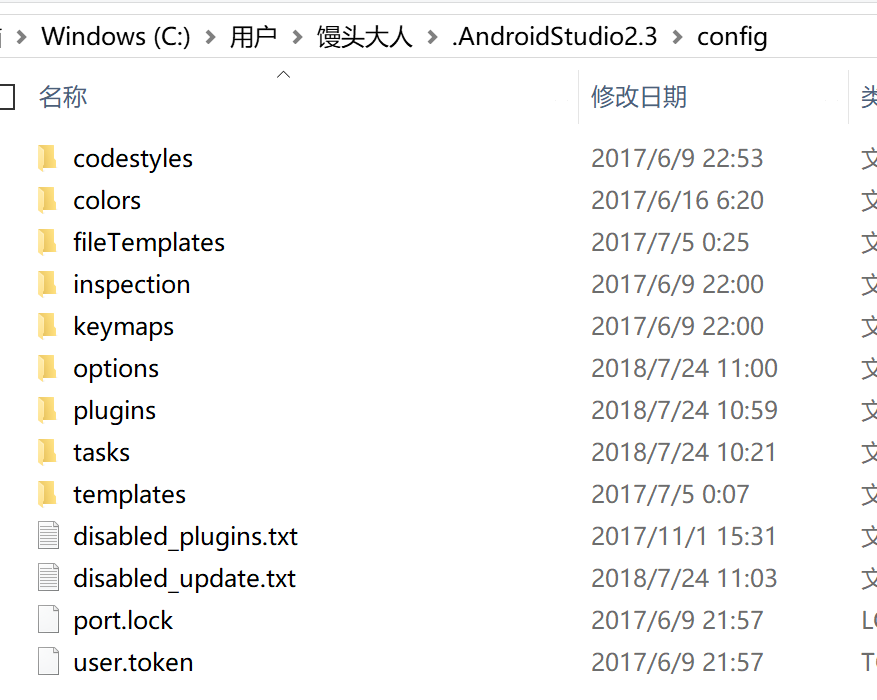 Windows (C:) > 用户 > 馒头大人 > .AndroidStudio2.3 > config
名称 修改日期 类
codestyles 2017/6/9 22:53 文
colors 2017/6/16 6:20 文
fileTemplates 2017/7/5 0:25 文
inspection 2017/6/9 22:00 文
keymaps 2017/6/9 22:00 文
options 2018/7/24 11:00 文
plugins 2018/7/24 10:59 文
tasks 2018/7/24 10:21 文
templates 2017/7/5 0:07 文
disabled_plugins.txt 2017/11/1 15:31 文
disabled_update.txt 2018/7/24 11:03 文
port.lock 2017/6/9 21:57 LO
user.token 2017/6/9 21:57 TO